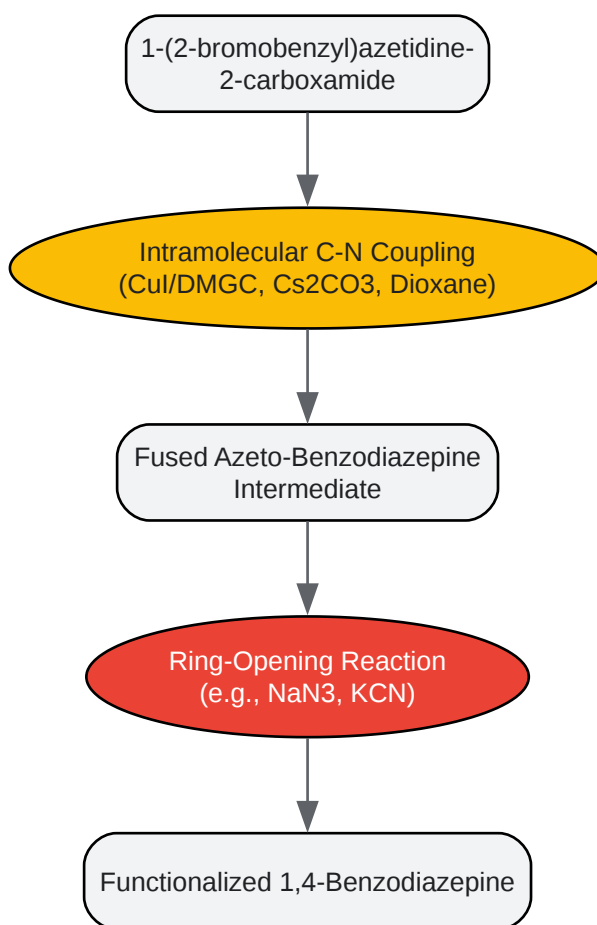 1-(2-bromobenzyl)azetidine-
2-carboxamide
Intramolecular C-N Coupling
(CuI/DMGC, Cs2CO3, Dioxane)
Fused Azeto-Benzodiazepine
Intermediate
Ring-Opening Reaction
(e.g., NaN3, KCN)
Functionalized 1,4-Benzodiazepine